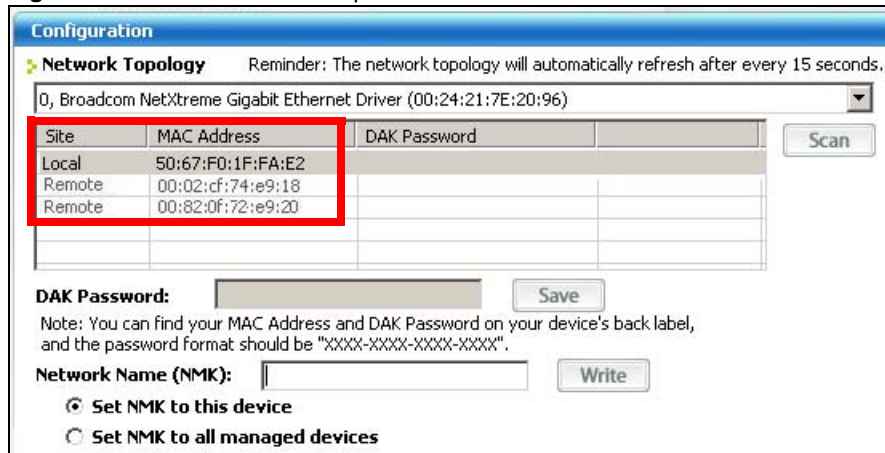 Configuration
Network Topology Reminder: The network topology will automatically refresh after every 15 seconds.
0, Broadcom NetXtreme Gigabit Ethernet Driver (00:24:21:7E:20:96)
Site MAC Address DAK Password
Scan
Local 50:67:F0:1F:FA:E2
Remote 00:02:cf:74:e9:18
Remote 00:82:0f:72:e9:20
DAK Password: Save
Note: You can find your MAC Address and DAK Password on your device's back label,
and the password format should be "XXXX-XXXX-XXXX-XXXX".
Network Name (NMK): Write
Set NMK to this device
Set NMK to all managed devices